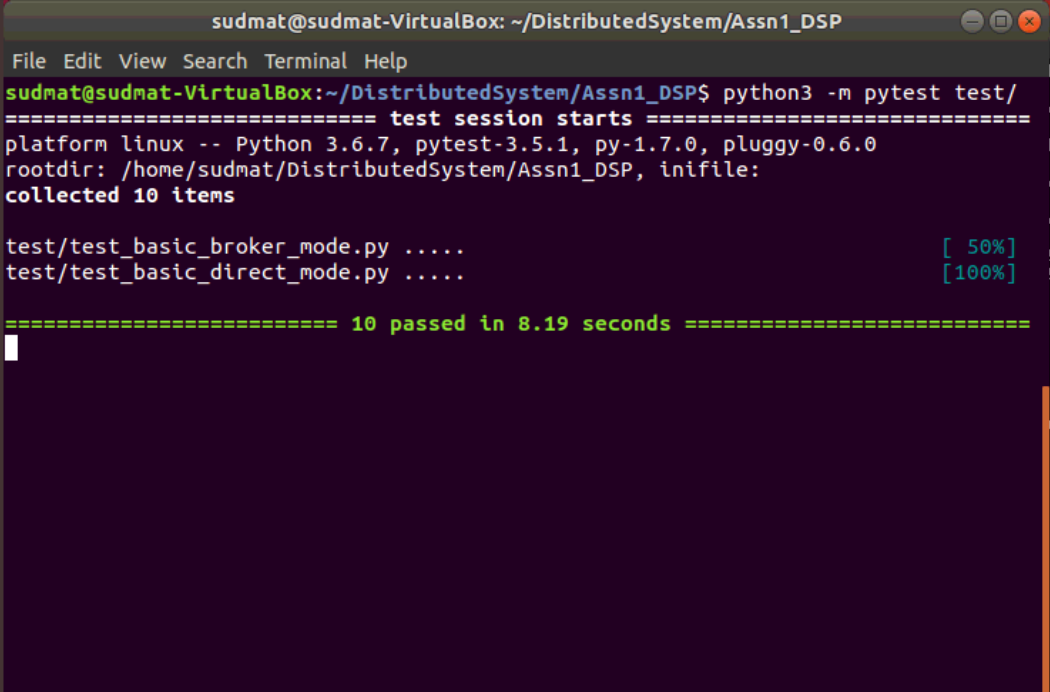 sudmat@sudmat-VirtualBox: ~/DistributedSystem/Assn1_DSP
File Edit View Search Terminal Help
sudmat@sudmat-VirtualBox:~/DistributedSystem/Assn1_DSP$ python3 -m pytest test/
============================= test session starts ==============================
platform linux -- Python 3.6.7, pytest-3.5.1, py-1.7.0, pluggy-0.6.0
rootdir: /home/sudmat/DistributedSystem/Assn1_DSP, inifile:
collected 10 items
test/test_basic_broker_mode.py ..... [ 50%]
test/test_basic_direct_mode.py ..... [100%]
========================== 10 passed in 8.19 seconds ===========================